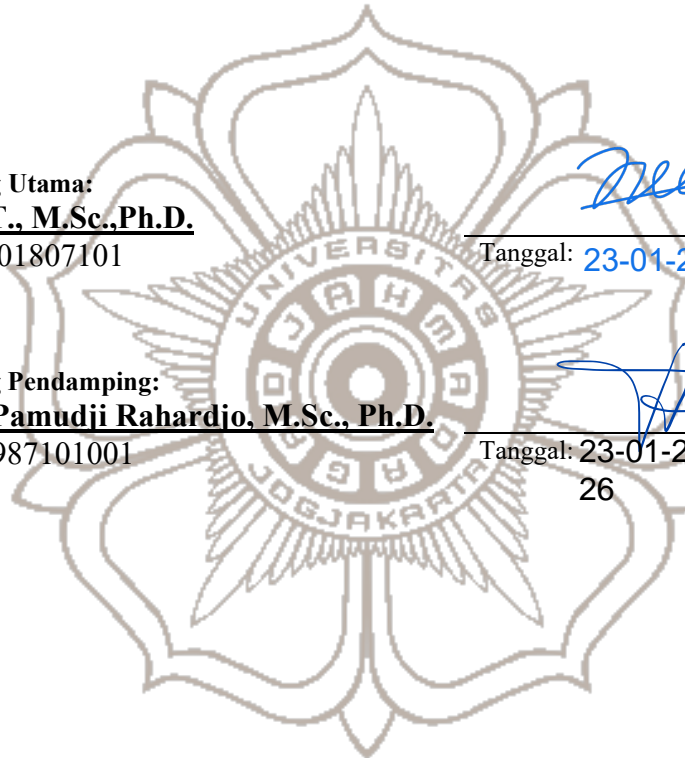 g Utama:
T., M.Sc.,Ph.D.
01807101
Tanggal: 23-01-2
g Pendamping:
Pamudji Rahardjo, M.Sc., Ph.D.
987101001
Tanggal: 23-01-2
26
UNIVERSITAS
GADJAH MADA
JOGJAKARTA